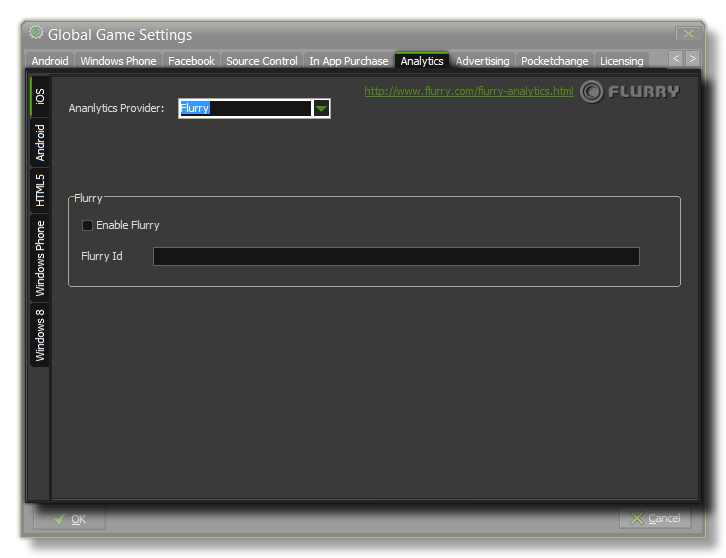 Global Game Settings
Android Windows Phone Facebook Source Control In App Purchase Analytics Advertising Pocketchange Licensing < >
iOS
Android
HTML5
Windows Phone
Windows 8
http://www.flurry.com/flurry-analytics.html FLURRY
Ananlytics Provider: Flurry
Flurry
Enable Flurry
Flurry Id
OK Cancel